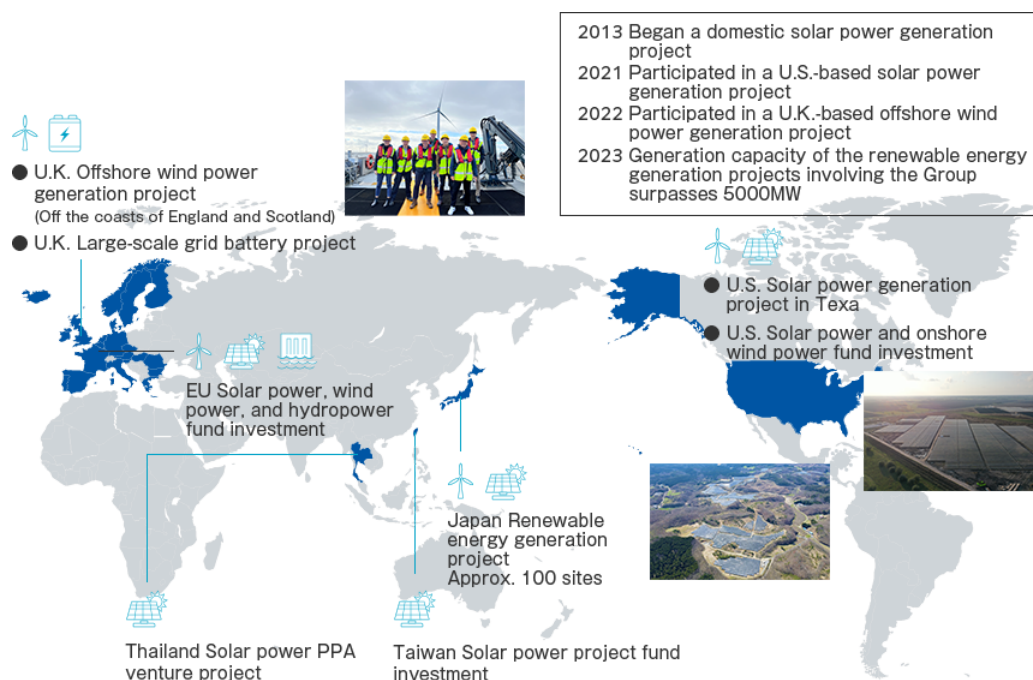 2013 Began a domestic solar power generation
project
2021 Participated in a U.S.-based solar power
generation project
2022 Participated in a U.K.-based offshore wind
power generation project
2023 Generation capacity of the renewable energy
generation projects involving the Group
surpasses 5000MW
● U.K. Offshore wind power
generation project
(Off the coasts of England and Scotland)
● U.K. Large-scale grid battery project
● U.S. Solar power generation
project in Texa
● U.S. Solar power and onshore
wind power fund investment
EU Solar power, wind
power, and hydropower
fund investment
Japan Renewable
energy generation
project
Approx. 100 sites
Thailand Solar power PPA
venture project
Taiwan Solar power project fund
investment